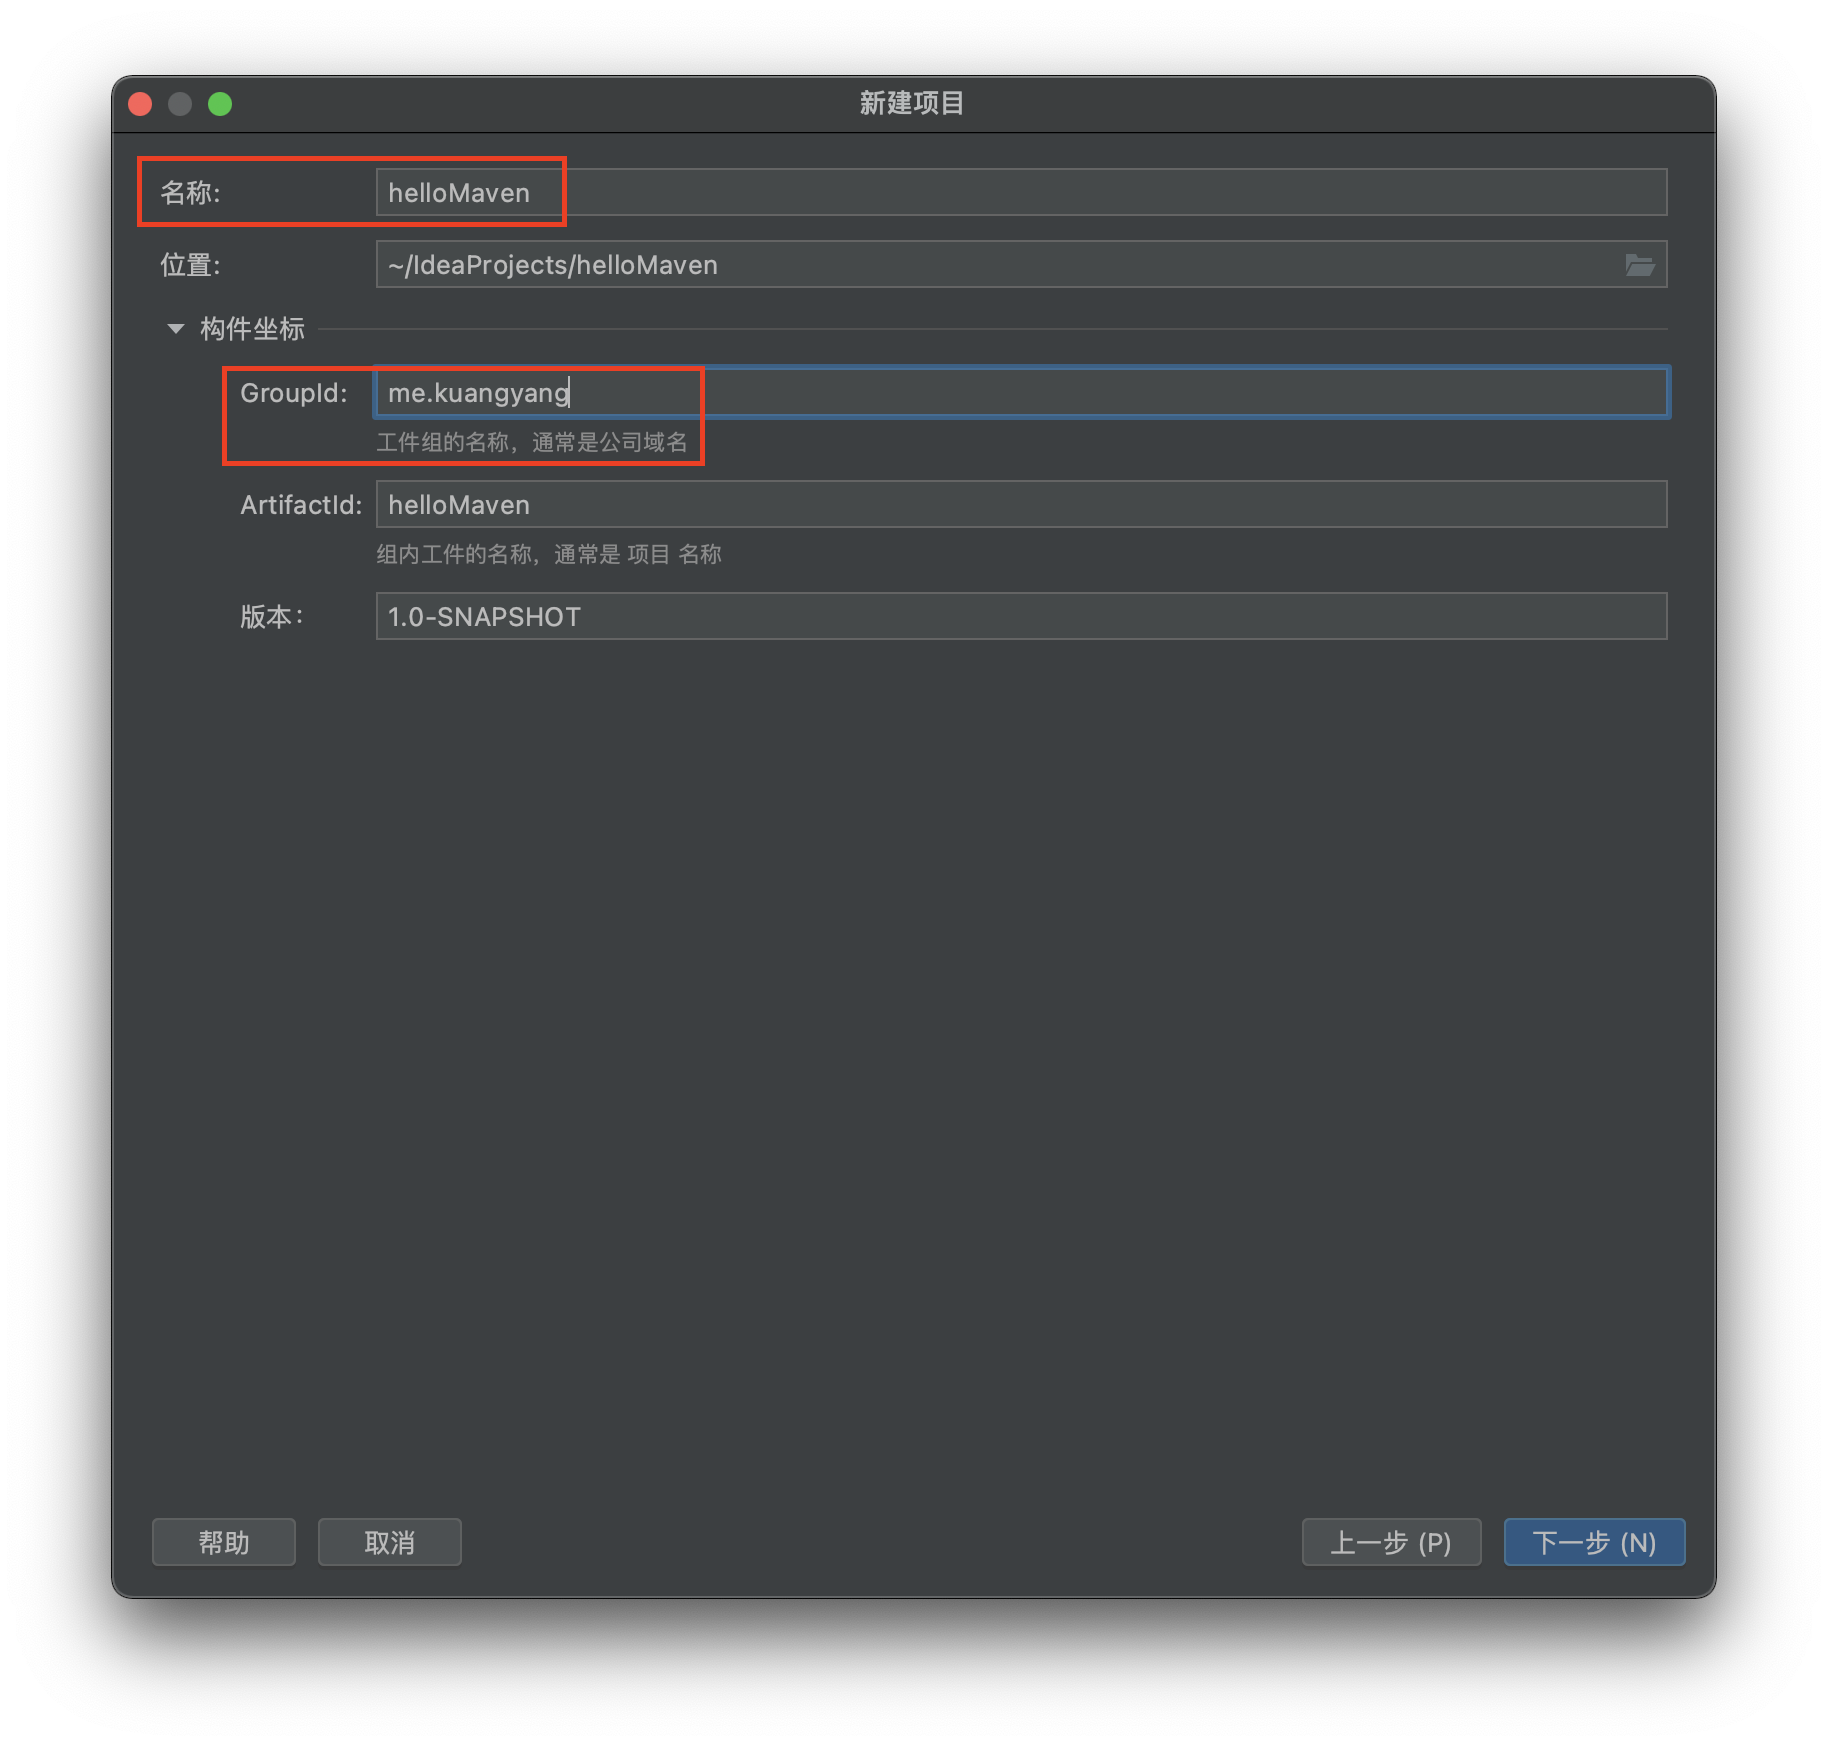 新建项目
名称: helloMaven
位置: ~/IdeaProjects/helloMaven
构件坐标
GroupId: me.kuangyang
工件组的名称，通常是公司域名
ArtifactId: helloMaven
组内工件的名称，通常是 项目 名称
版本: 1.0-SNAPSHOT
帮助 取消 上一步 (P) 下一步 (N)